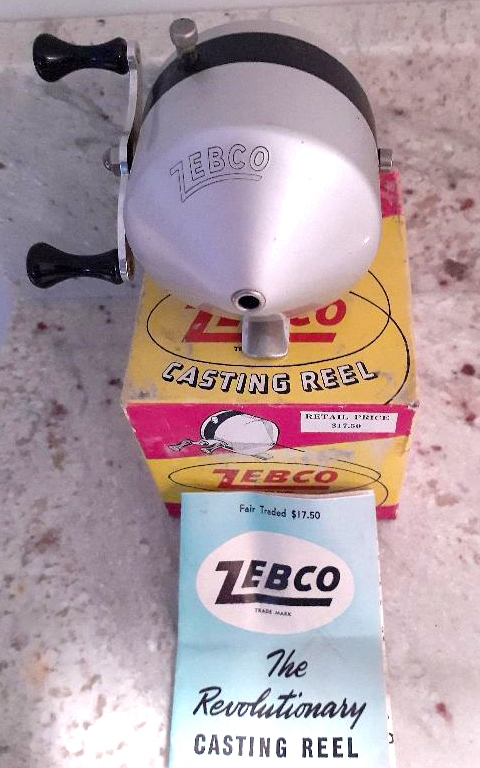 ZEBCO
ZEBCO
TR
CASTING REEL
RETAIL PRICE
$17.50
ZEBCO
Fair Traded $17.50
ZEBCO
TRADE MARK
The
Revolutionary
CASTING REEL